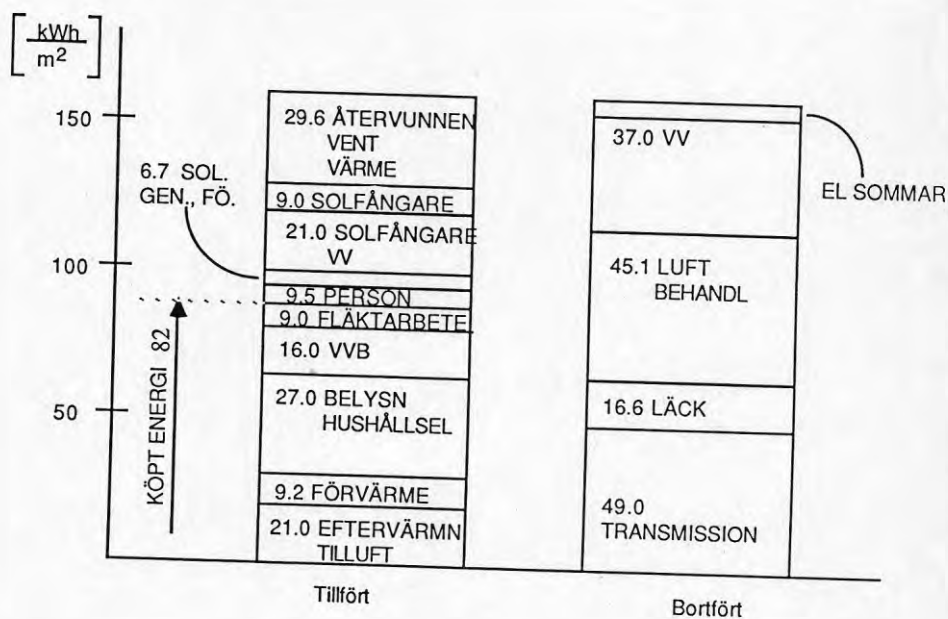 kWh
m²
150
100
50
KÖPT ENERGI 82
6.7 SOL.
GEN., FÖ.
29.6 ÅTERVUNNEN
VENT
VÄRME
9.0 SOLFÅNGARE
21.0 SOLFÅNGARE
VV
9.5 PERSON
9.0 FLÄKTARBETE
16.0 VVB
27.0 BELYSN
HUSHÅLLSEL
9.2 FÖRVÄRME
21.0 EFTERVÄRMN
TILLUFT
Tillfört
37.0 VV
EL SOMMAR
45.1 LUFT
BEHANDL
16.6 LÄCK
49.0
TRANSMISSION
Bortfört